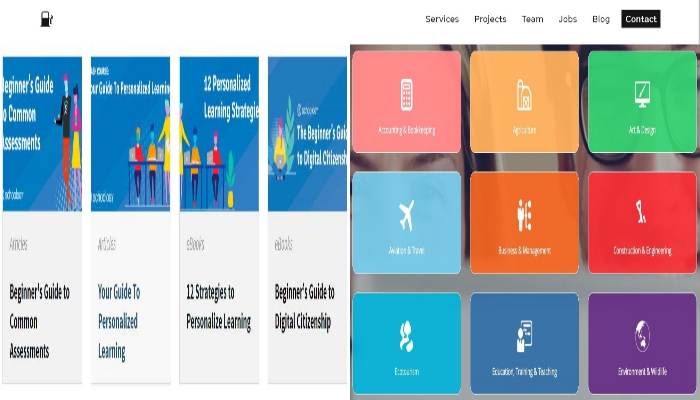 Services Projects Team Jobs Blog Contact
Beginner's Guide
to Common
Assessments
schoology
Your Guide To Personalized Learning
schoology
12 Personalized
Learning Strategies
schoology
The Beginner's Guide
to Digital Citizenship
Articles
Beginner's Guide to
Common
Assessments
Articles
Your Guide To
Personalized
Learning
eBooks
12 Strategies to
Personalize Learning
eBooks
Beginner's Guide to
Digital Citizenship
Accounting & Bookkeeping
Agriculture
Art & Design
Aviation & Travel
Business & Management
Construction & Engineering
Ecotourism
Education, Training & Teaching
Environment & Wildlife